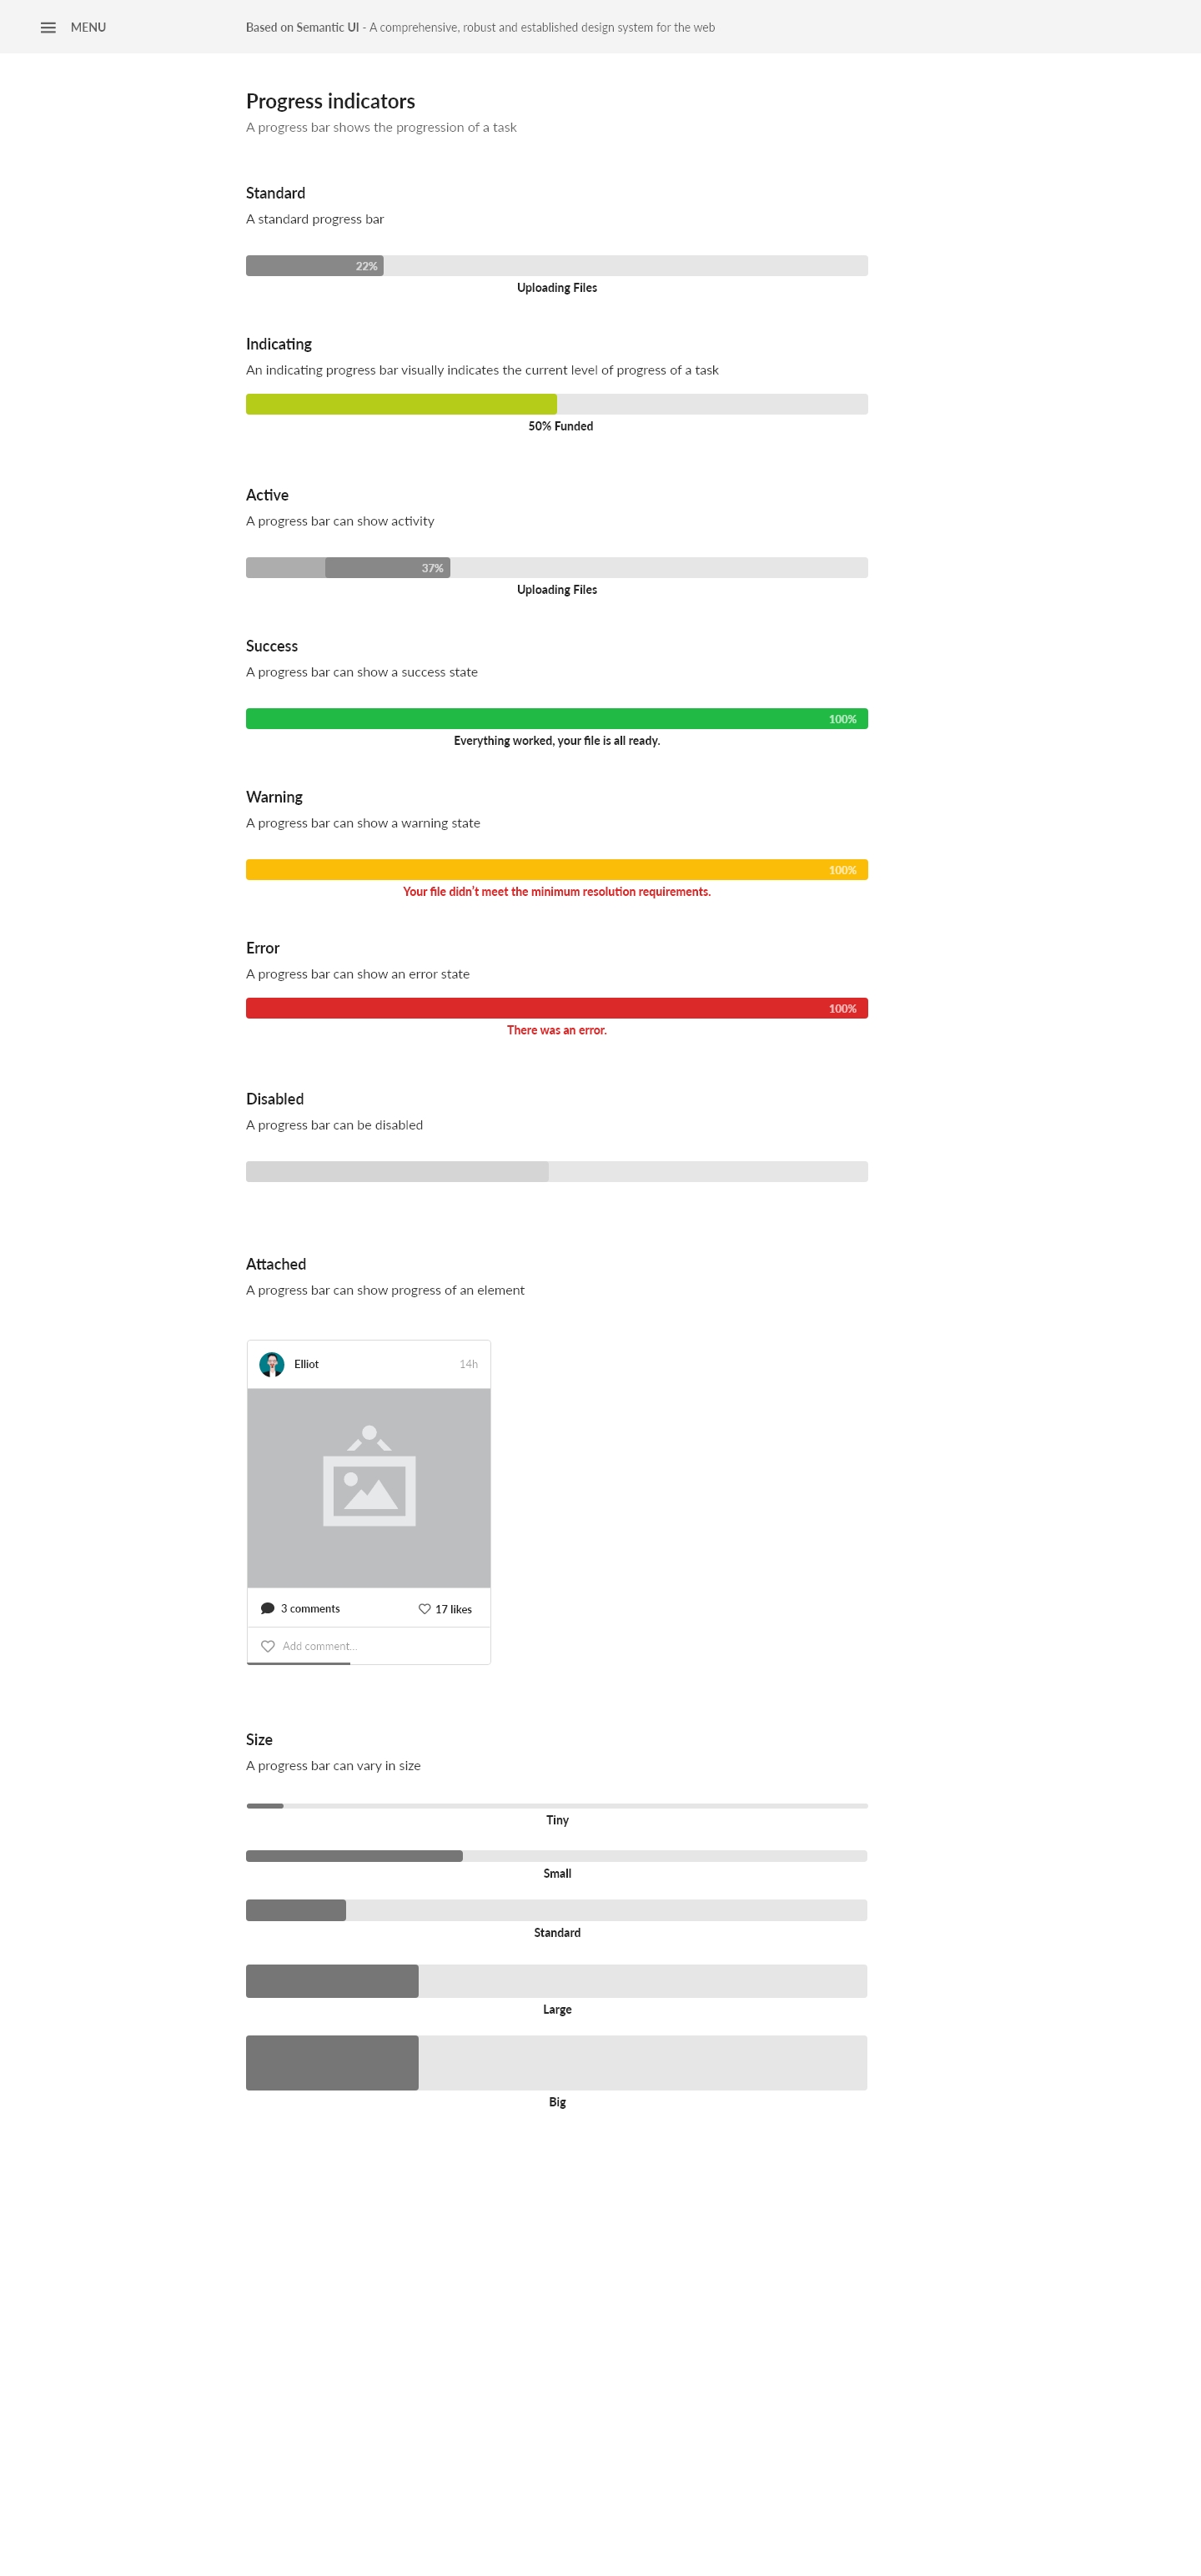 MENU
Based on Semantic UI - A comprehensive, robust and established design system for the web
Progress indicators
A progress bar shows the progression of a task
Standard
A standard progress bar
22%
Uploading Files
Indicating
An indicating progress bar visually indicates the current level of progress of a task
50% Funded
Active
A progress bar can show activity
37%
Uploading Files
Success
A progress bar can show a success state
100%
Everything worked, your file is all ready.
Warning
A progress bar can show a warning state
100%
Your file didn’t meet the minimum resolution requirements.
Error
A progress bar can show an error state
100%
There was an error.
Disabled
A progress bar can be disabled
Attached
A progress bar can show progress of an element
Elliot 14h
3 comments 17 likes
Add comment...
Size
A progress bar can vary in size
Tiny
Small
Standard
Large
Big